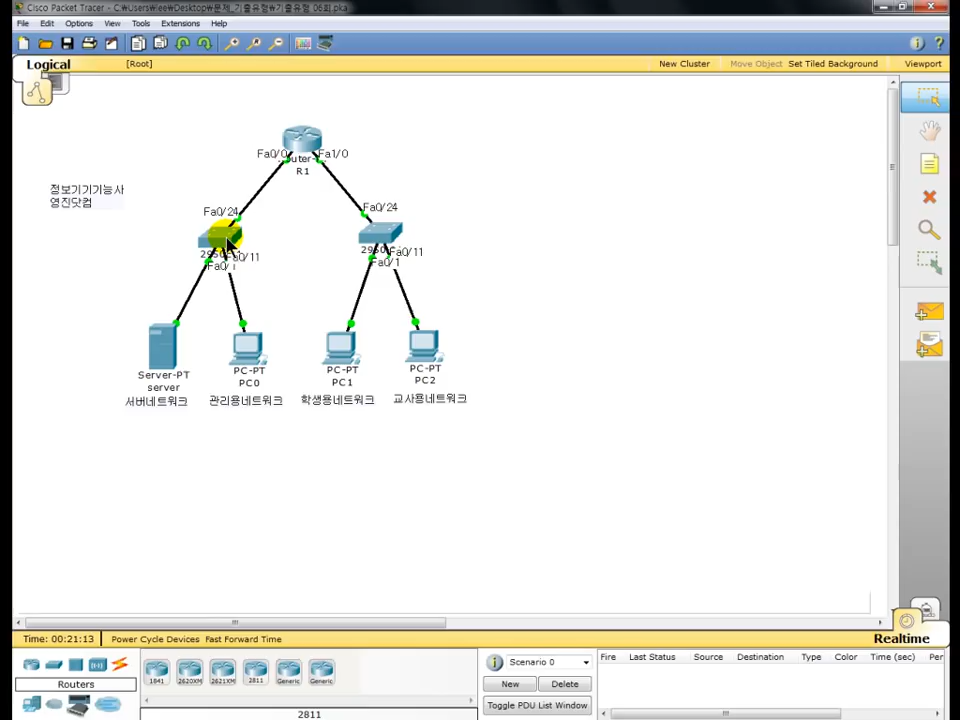 Cisco Packet Tracer - C:\Users\lee\Desktop\문제_기출유형\기출유형 06회.pka
File Edit Options View Tools Extensions Help
Logical [Root] New Cluster Move Object Set Tiled Background Viewport
Fa0/0 Fa1/0
R1
정보기기기능사
영진닷컴
Fa0/24 Fa0/24
Fa0/11
Fa0/1
Server-PT
server
서버네트워크
PC-PT
PC0
관리용네트워크
PC-PT
PC1
학생용네트워크
PC-PT
PC2
교사용네트워크
Time: 00:21:13 Power Cycle Devices Fast Forward Time Realtime
Routers
1841 2620XM 2621XM 2811 Generic Generic
2811
Scenario 0
New Delete
Toggle PDU List Window
Fire Last Status Source Destination Type Color Time (sec) Per